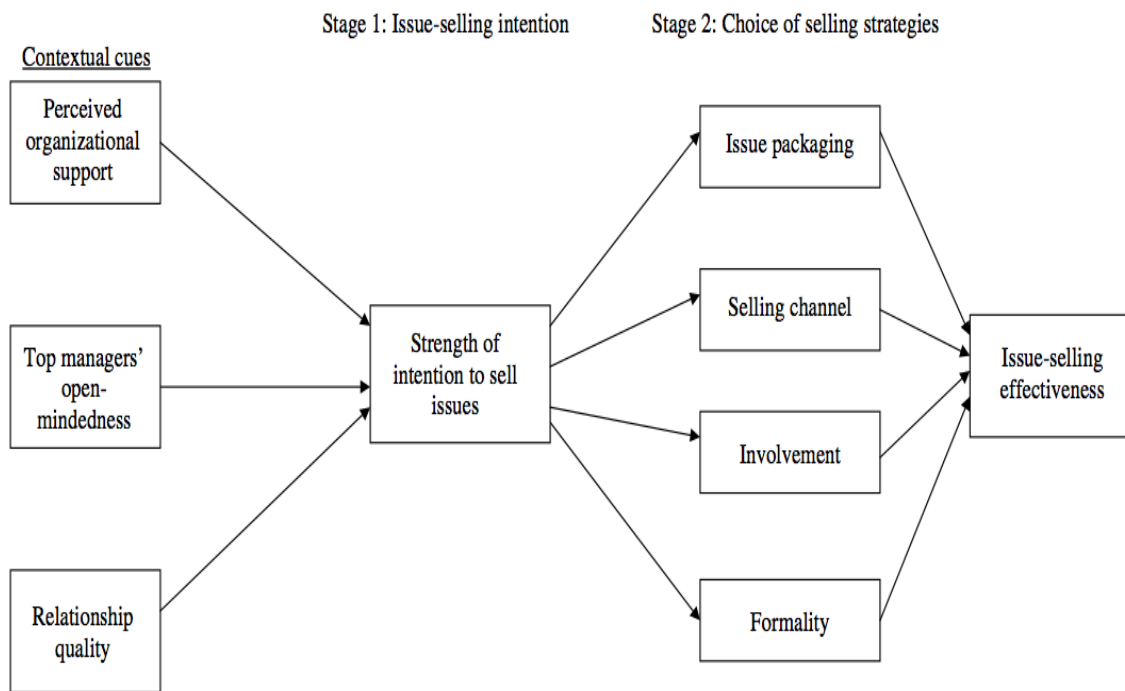 Stage 1: Issue-selling intention
Stage 2: Choice of selling strategies
Contextual cues
Perceived
organizational
support
Top managers'
open-
mindedness
Relationship
quality
Strength of
intention to sell
issues
Issue packaging
Selling channel
Involvement
Formality
Issue-selling
effectiveness